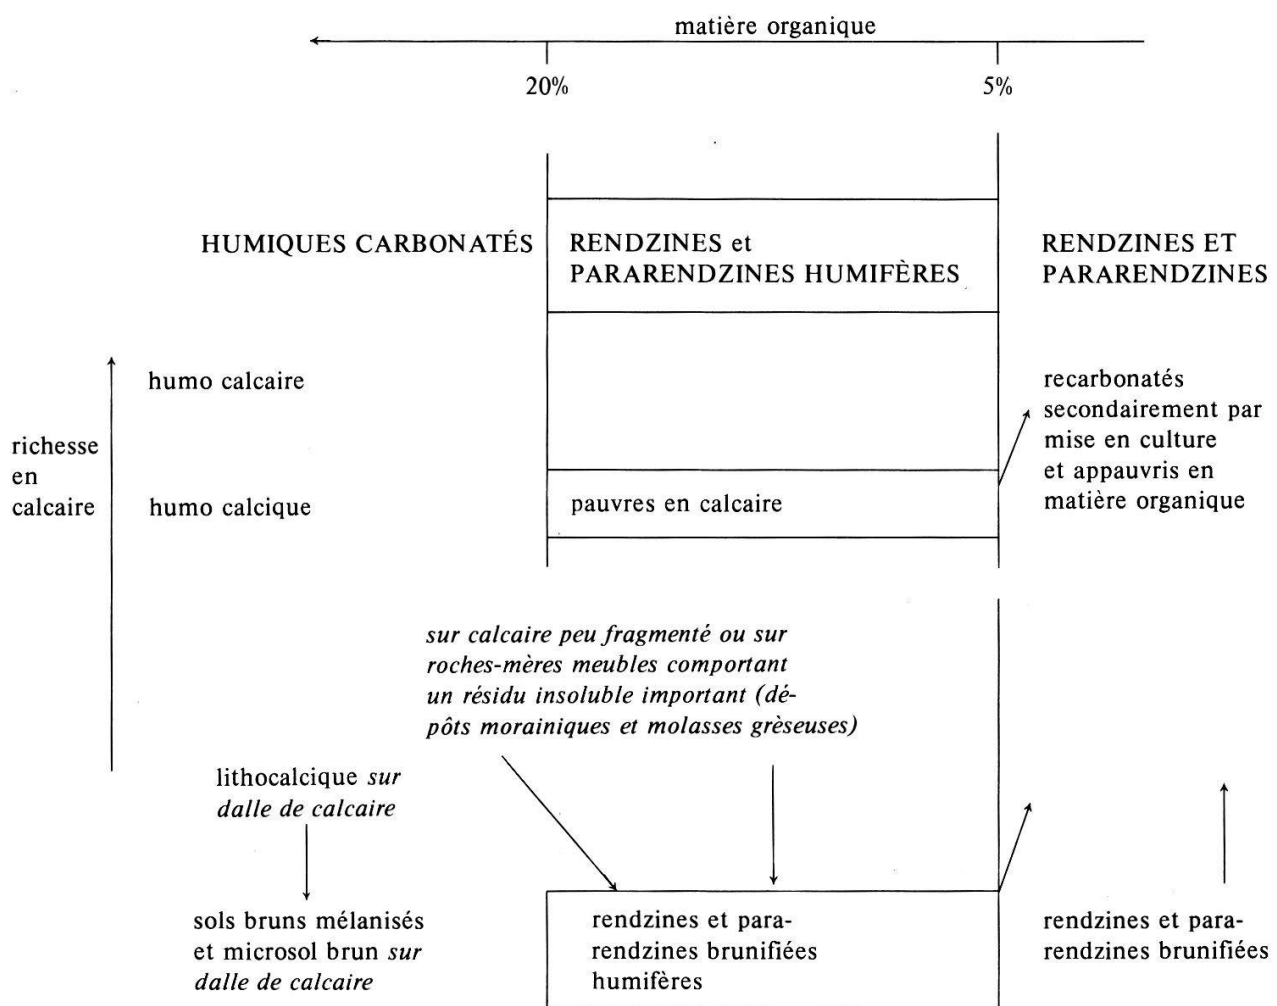 matière organique
20%
5%
HUMIQUES CARBONATÉS
RENDZINES et
PARARENDZINES HUMIFÈRES
RENDZINES ET
PARARENDZINES
richesse
en
calcaire
humo calcaire
humo calcique
pauvres en calcaire
recarbonatés
secondairement par
mise en culture
et appauvris en
matière organique
sur calcaire peu fragmenté ou sur
roches-mères meubles comportant
un résidu insoluble important (dé-
pôts morainiques et molasses grèseuses)
lithocalcique sur
dalle de calcaire
sols bruns mélanisés
et microsol brun sur
dalle de calcaire
rendzines et para-
rendzines brunifiées
humifères
rendzines et para-
rendzines brunifiées